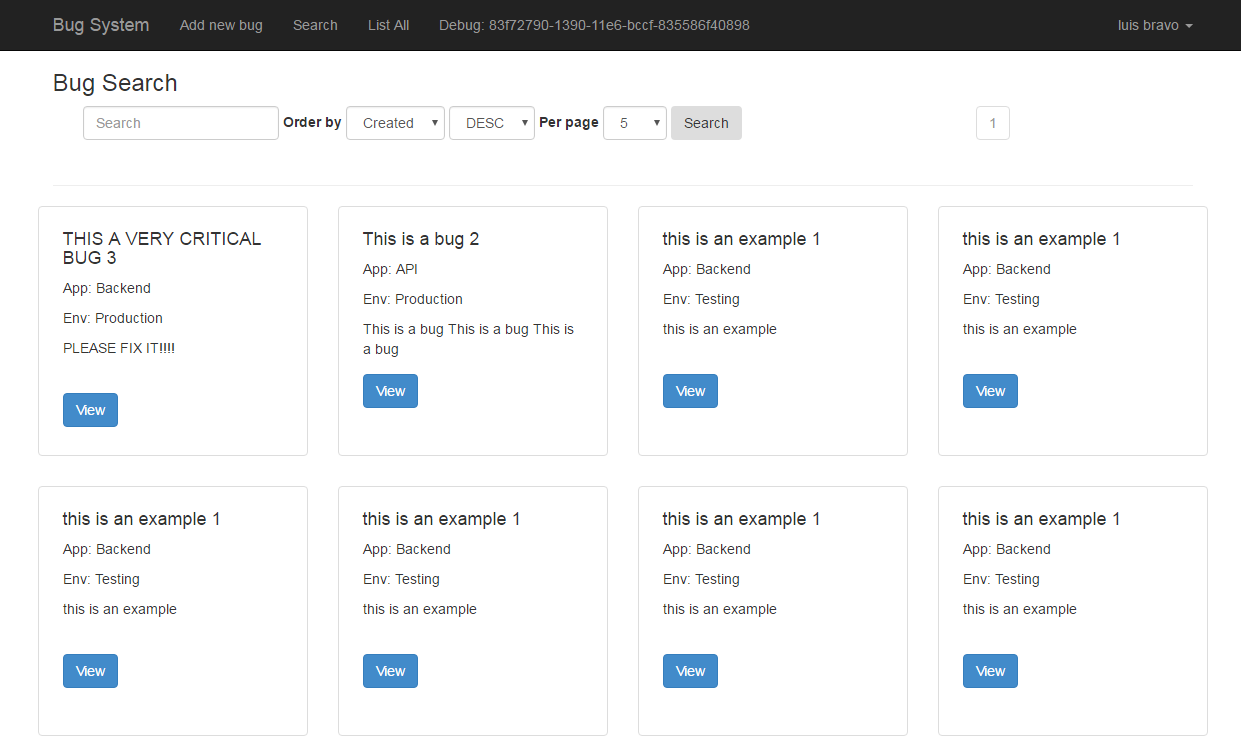 Bug System Add new bug Search List All Debug: 83f72790-1390-11e6-bccf-835586f40898 luis bravo
Bug Search
Search Order by Created DESC Per page 5 Search 1
THIS A VERY CRITICAL
BUG 3
App: Backend
Env: Production
PLEASE FIX IT!!!!
View
This is a bug 2
App: API
Env: Production
This is a bug This is a bug This is
a bug
View
this is an example 1
App: Backend
Env: Testing
this is an example
View
this is an example 1
App: Backend
Env: Testing
this is an example
View
this is an example 1
App: Backend
Env: Testing
this is an example
View
this is an example 1
App: Backend
Env: Testing
this is an example
View
this is an example 1
App: Backend
Env: Testing
this is an example
View
this is an example 1
App: Backend
Env: Testing
this is an example
View